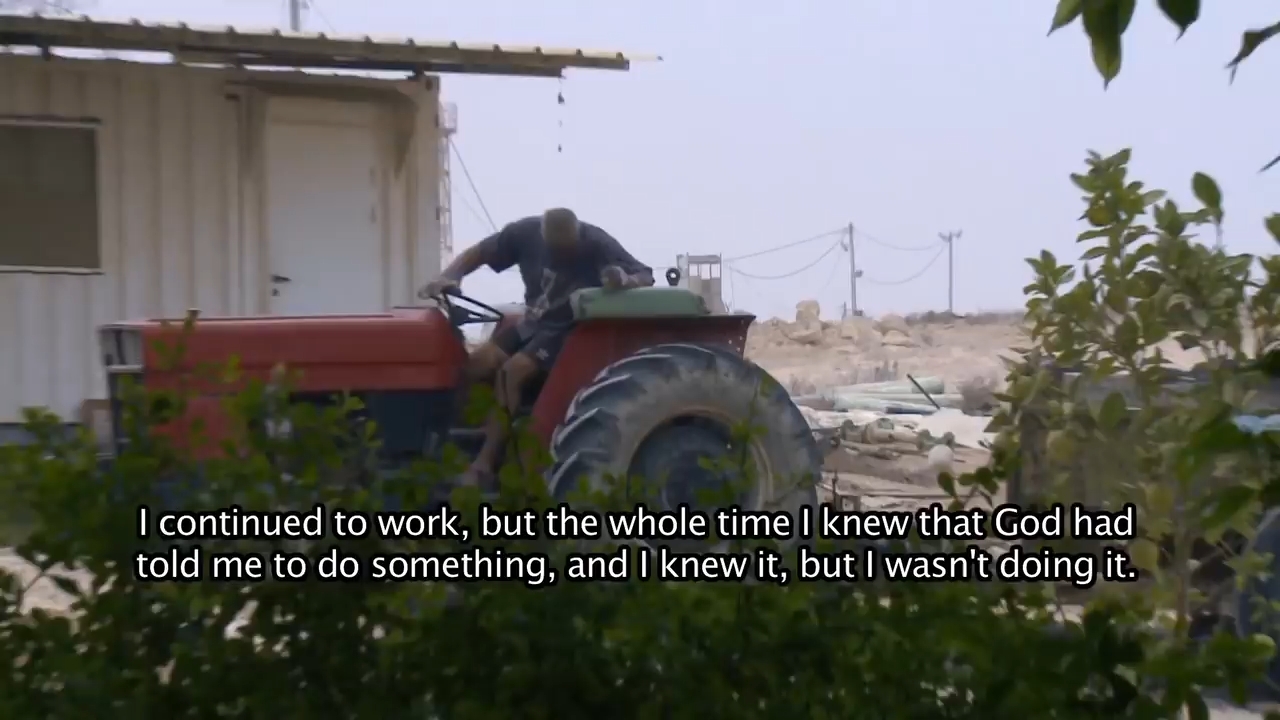 I continued to work, but the whole time I knew that God had
told me to do something, and I knew it, but I wasn't doing it.